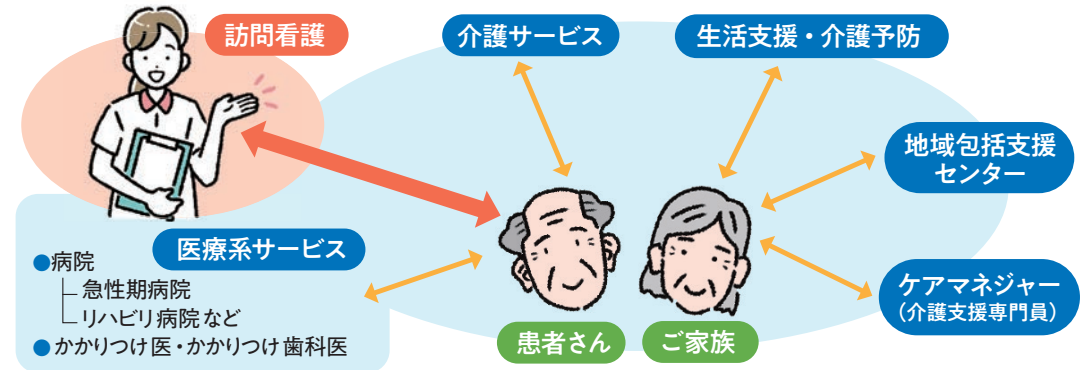 訪問看護
介護サービス
生活支援・介護予防
地域包括支援
センター
医療系サービス
●病院
急性期病院
リハビリ病院など
●かかりつけ医・かかりつけ歯科医
ケアマネジャー
（介護支援専門員）
患者さん
ご家族